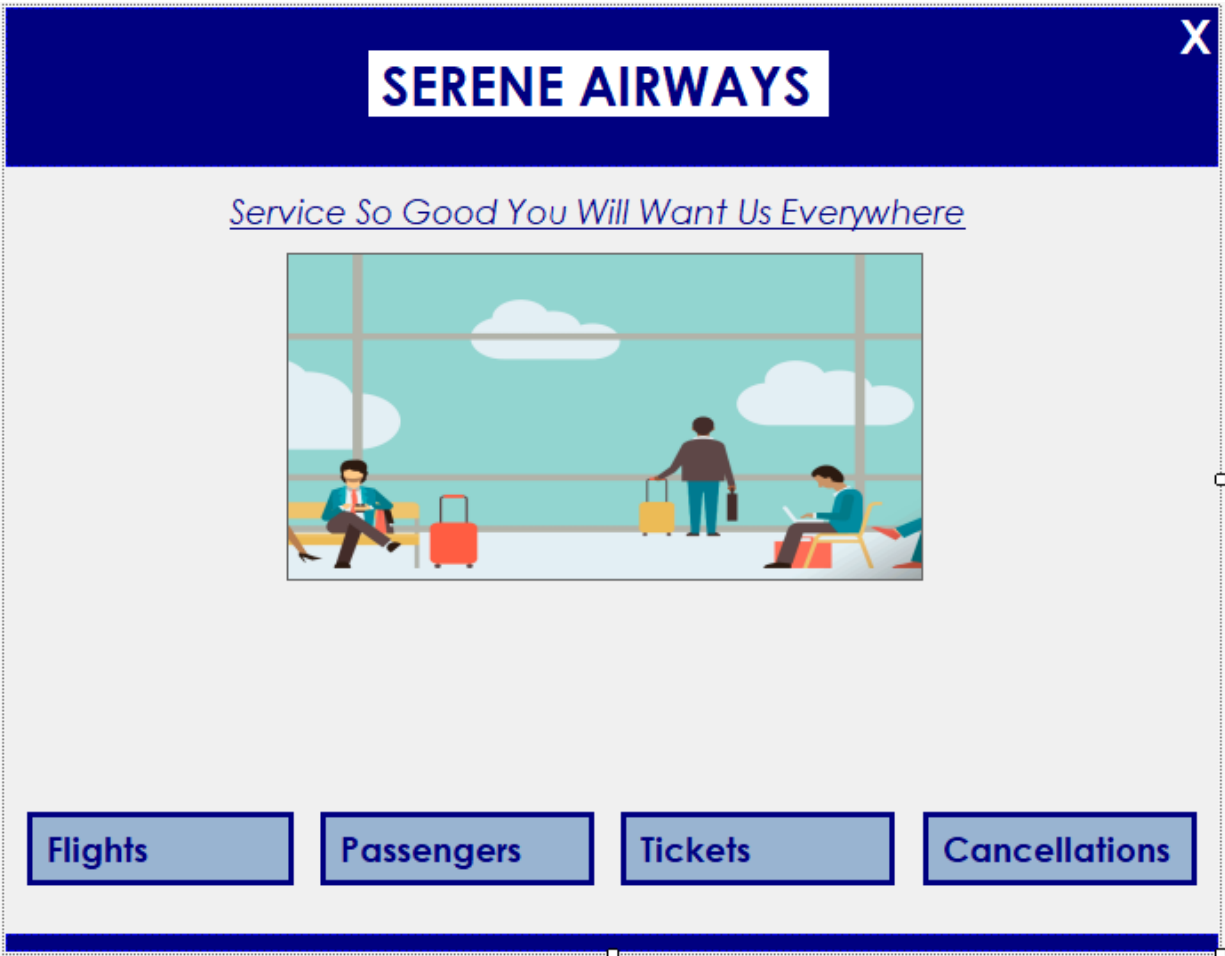 X
SERENE AIRWAYS
Service So Good You Will Want Us Everywhere
Flights
Passengers
Tickets
Cancellations